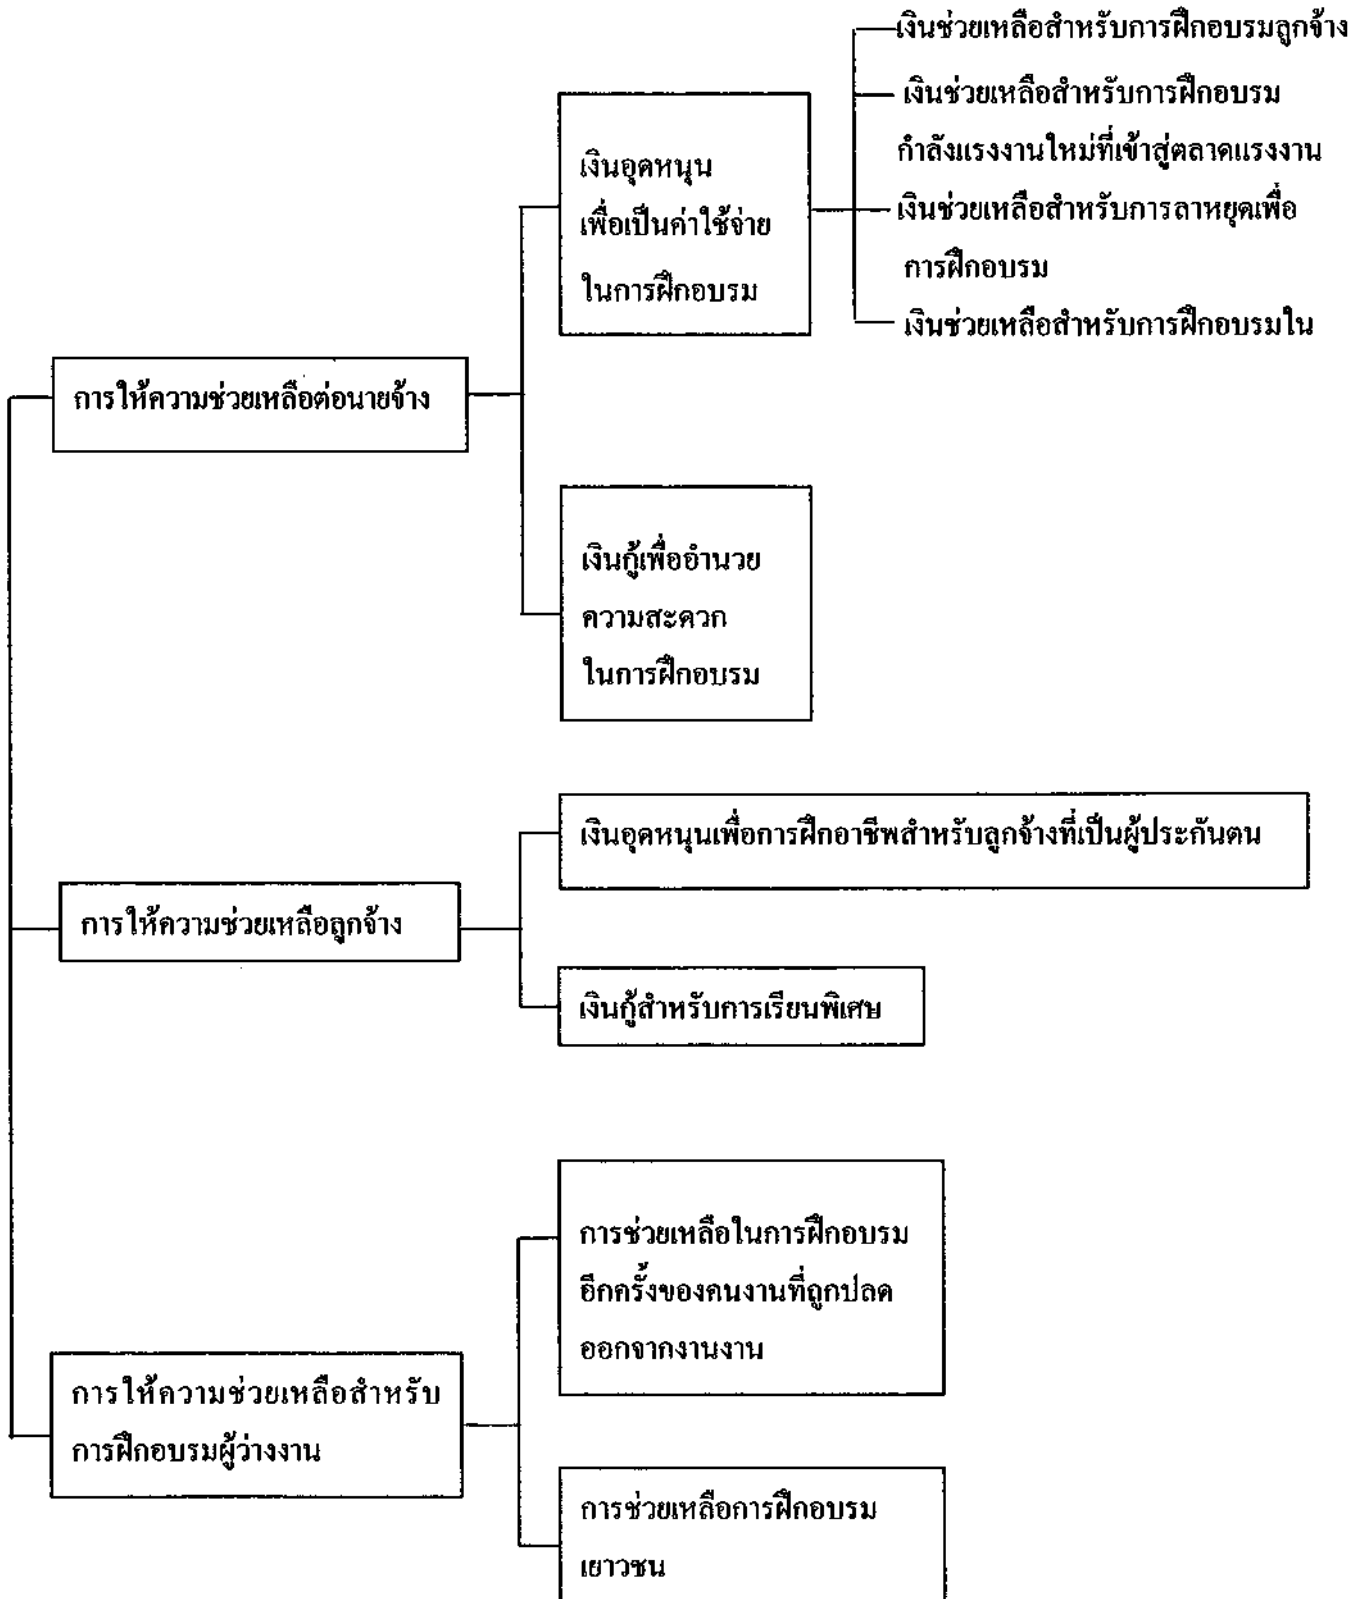 เงินช่วยเหลือสำหรับการฝึกอบรมลูกจ้าง
เงินช่วยเหลือสำหรับการฝึกอบรม
กำลังแรงงานใหม่ที่เข้าสู่ตลาดแรงงาน
เงินช่วยเหลือสำหรับการลาหยุดเพื่อ
การฝึกอบรม
เงินช่วยเหลือสำหรับการฝึกอบรมใน
เงินอุดหนุน
เพื่อเป็นค่าใช้จ่าย
ในการฝึกอบรม
การให้ความช่วยเหลือต่อนายจ้าง
เงินกู้เพื่ออำนวย
ความสะดวก
ในการฝึกอบรม
เงินอุดหนุนเพื่อการฝึกอาชีพสำหรับลูกจ้างที่เป็นผู้ประกันตน
การให้ความช่วยเหลือลูกจ้าง
เงินกู้สำหรับการเรียนพิเศษ
การช่วยเหลือในการฝึกอบรม
อีกครั้งของคนงานที่ถูกปลด
ออกจากงานงาน
การให้ความช่วยเหลือสำหรับ
การฝึกอบรมผู้ว่างงาน
การช่วยเหลือการฝึกอบรม
เยาวชน